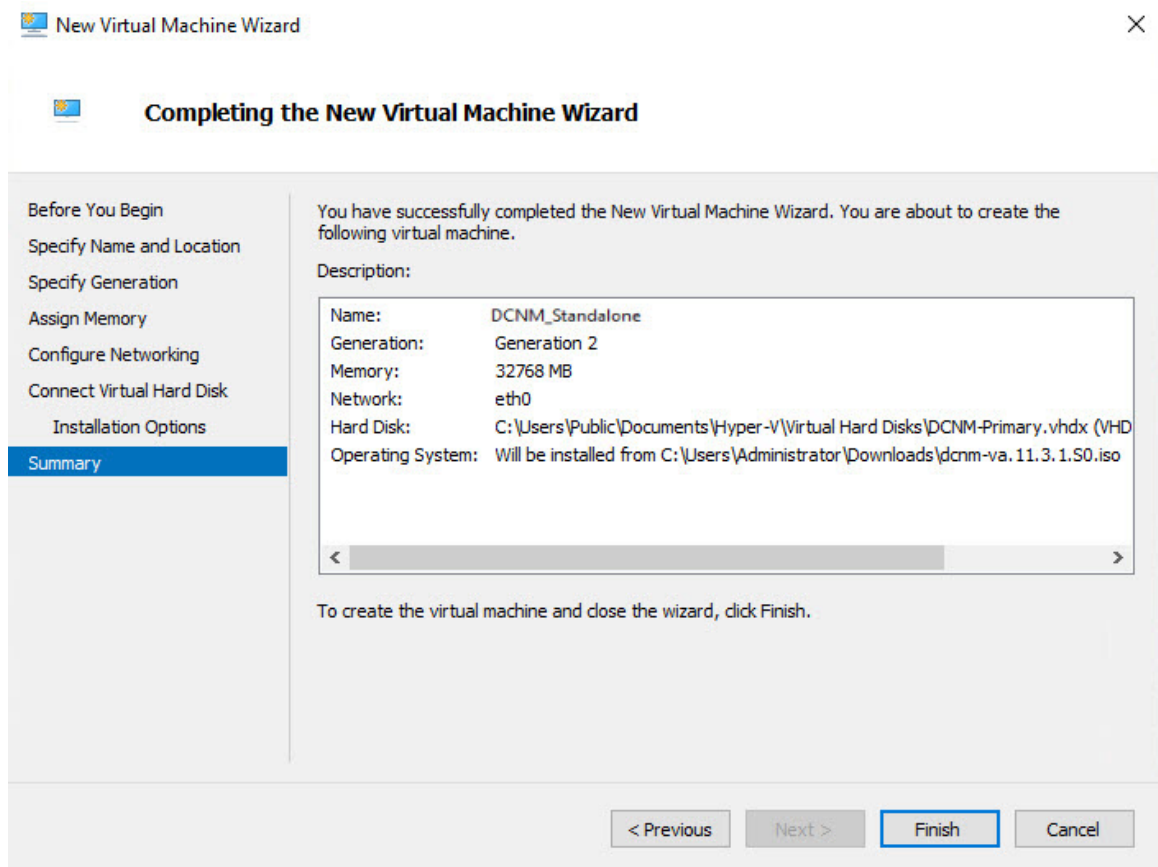 New Virtual Machine Wizard
Completing the New Virtual Machine Wizard
Before You Begin
Specify Name and Location
Specify Generation
Assign Memory
Configure Networking
Connect Virtual Hard Disk
Installation Options
Summary
You have successfully completed the New Virtual Machine Wizard. You are about to create the
following virtual machine.
Description:
Name: DCNM_Standalone
Generation: Generation 2
Memory: 32768 MB
Network: eth0
Hard Disk: C:\Users\Public\Documents\Hyper-V\Virtual Hard Disks\DCNM-Primary.vhdx (VHD
Operating System: Will be installed from C:\Users\Administrator\Downloads\dcnm-va.11.3.1.S0.iso
To create the virtual machine and close the wizard, click Finish.
< Previous
Next >
Finish
Cancel